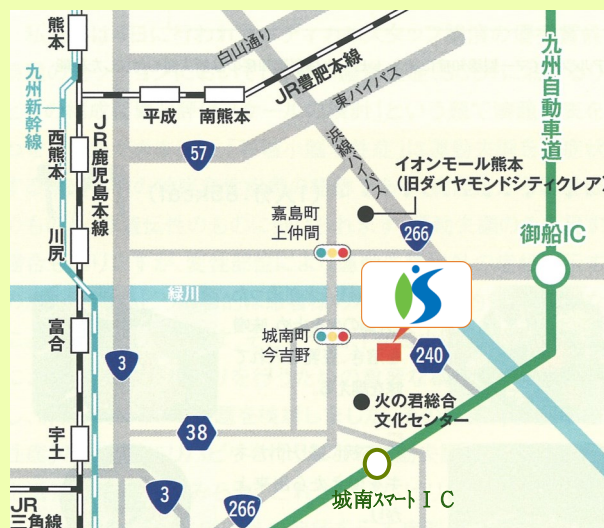 熊本
九州新幹線
西熊本
JR鹿児島本線
川尻
富合
宇土
JR
三角線
平成
南熊本
JR豊肥本線
白山通り
東バイパス
浜線バイパス
57
イオンモール熊本
(旧ダイヤモンドシティクレア)
嘉島町
上仲間
266
九州自動車道
御船IC
緑川
城南町
今吉野
240
3
38
火の君総合
文化センター
3
266
城南スマートIC